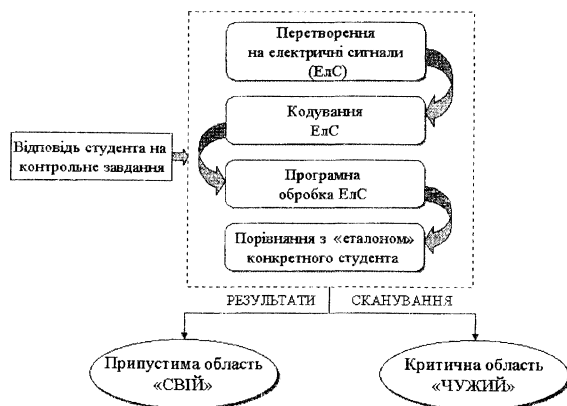 Перетворення
на електричні сигнали
(ЕлС)
Кодування
ЕлС
Відповідь студента на
контрольне завдання
Програмна
обробка ЕлС
Порівняння з «еталоном»
конкретного студента
РЕЗУЛЬТАТИ СКАНУВАННЯ
Припустима область
«СВІЙ»
Критична область
«ЧУЖИЙ»